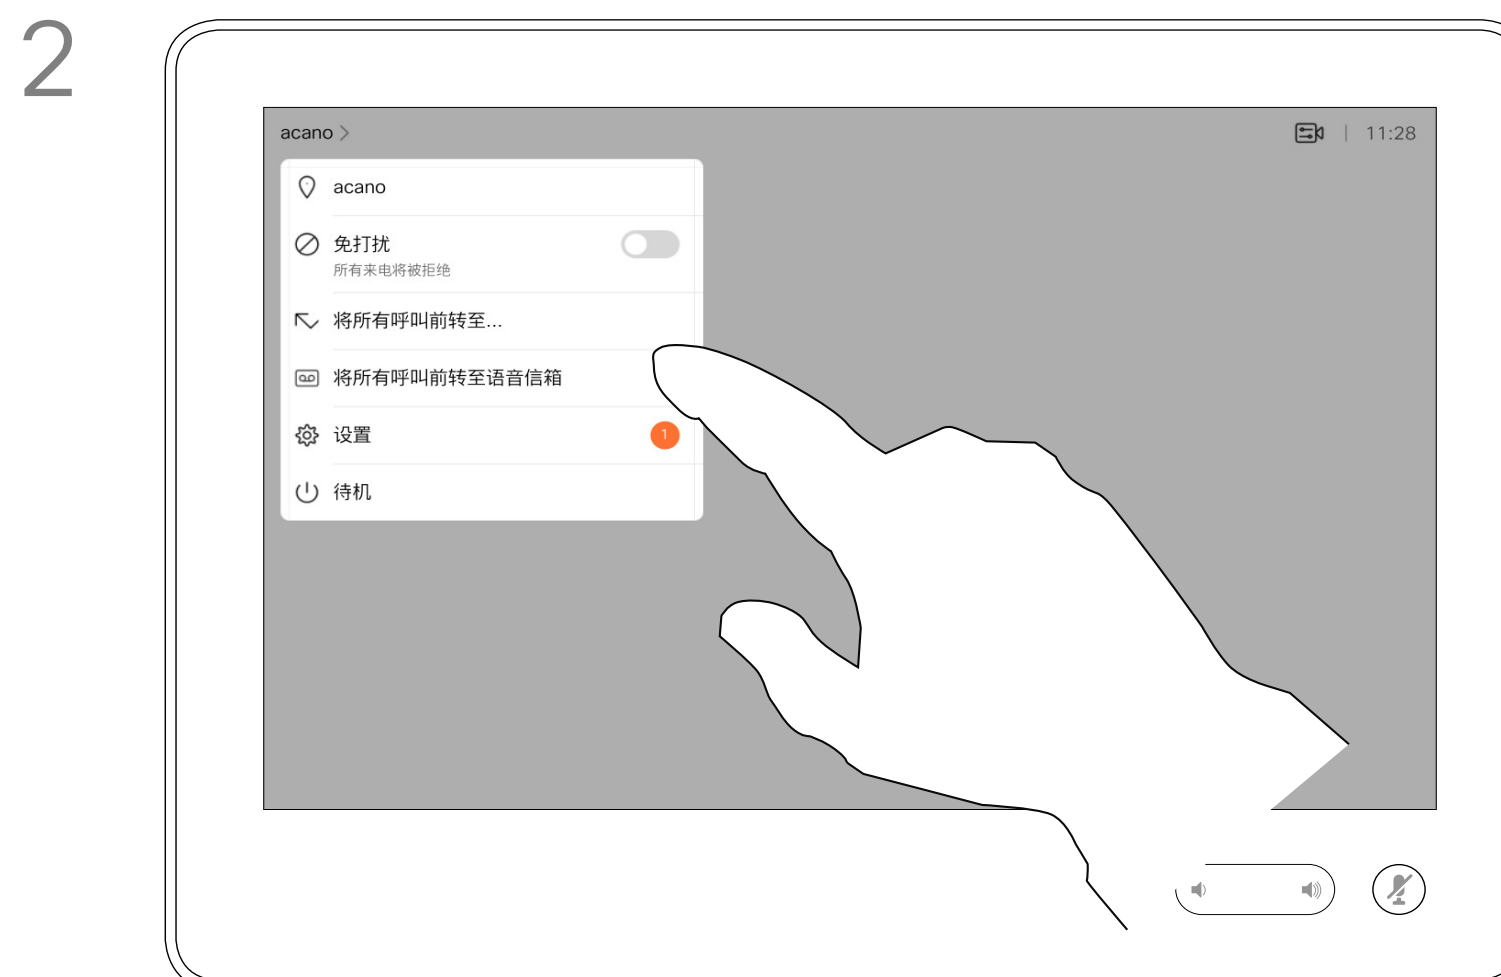 2
acano >
11:28
acano
免打扰
所有来电将被拒绝
将所有呼叫前转至...
将所有呼叫前转至语音信箱
设置
1
待机